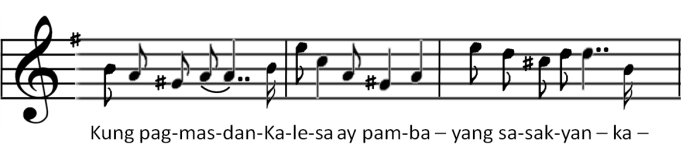 Kung pag-mas-dan-Ka-le-sa ay pam-ba – yang sa-sak-yan – ka –